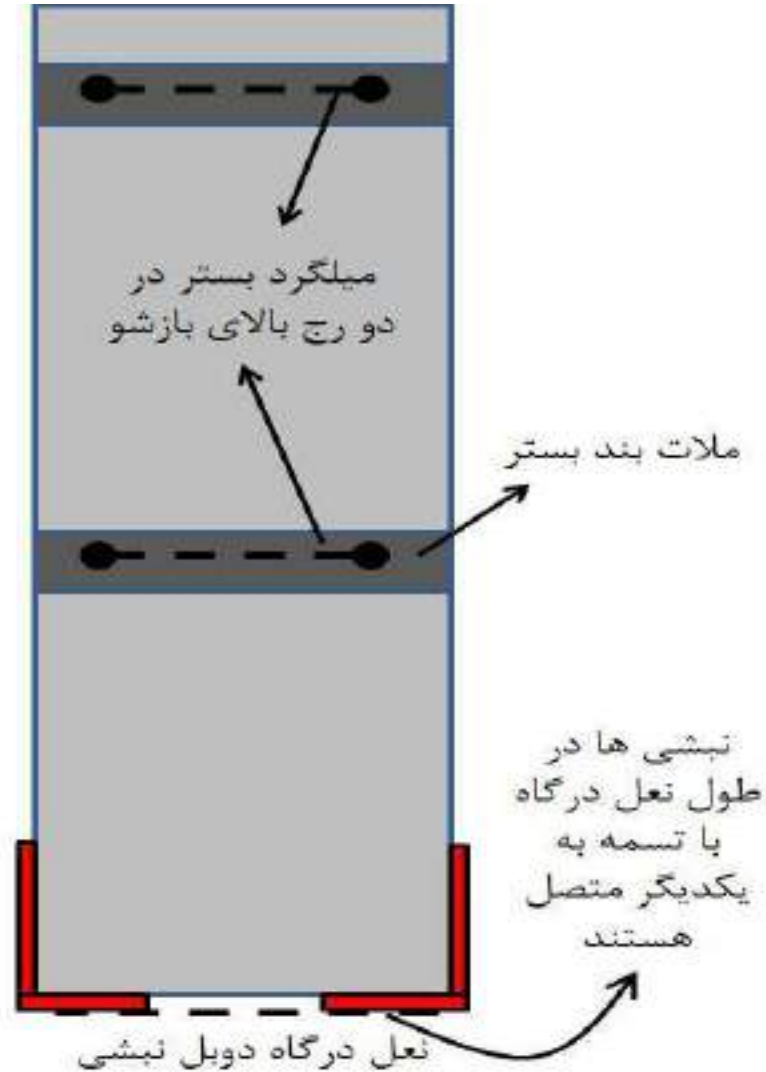 میلگرد بستر در
دو رج بالای بازشو
ملات بند بستر
نبشی ها در
طول نعل درگاه
با تسمه به
یکدیگر متصل
هستند
نعل درگاه دوبل نبشی